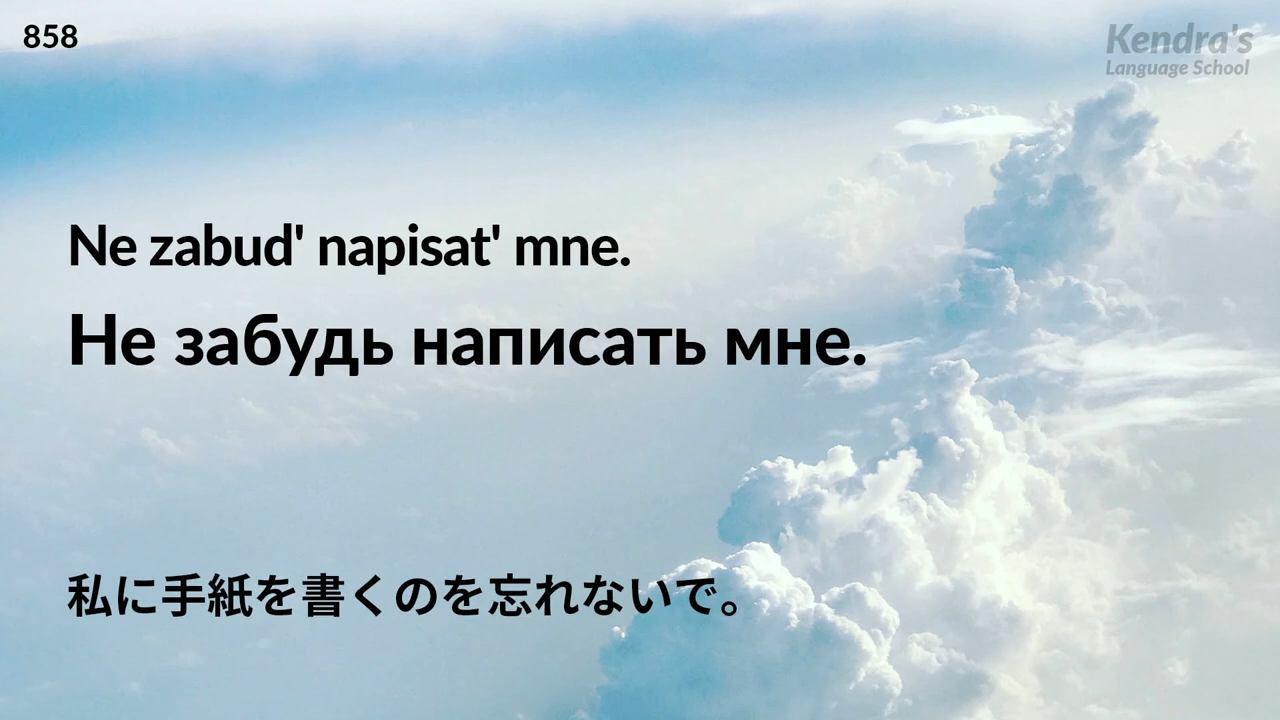 858
Kendra's
Language School
Ne zabud' napisat' mne.
Не забудь написать мне.
私に手紙を書くのを忘れないで。